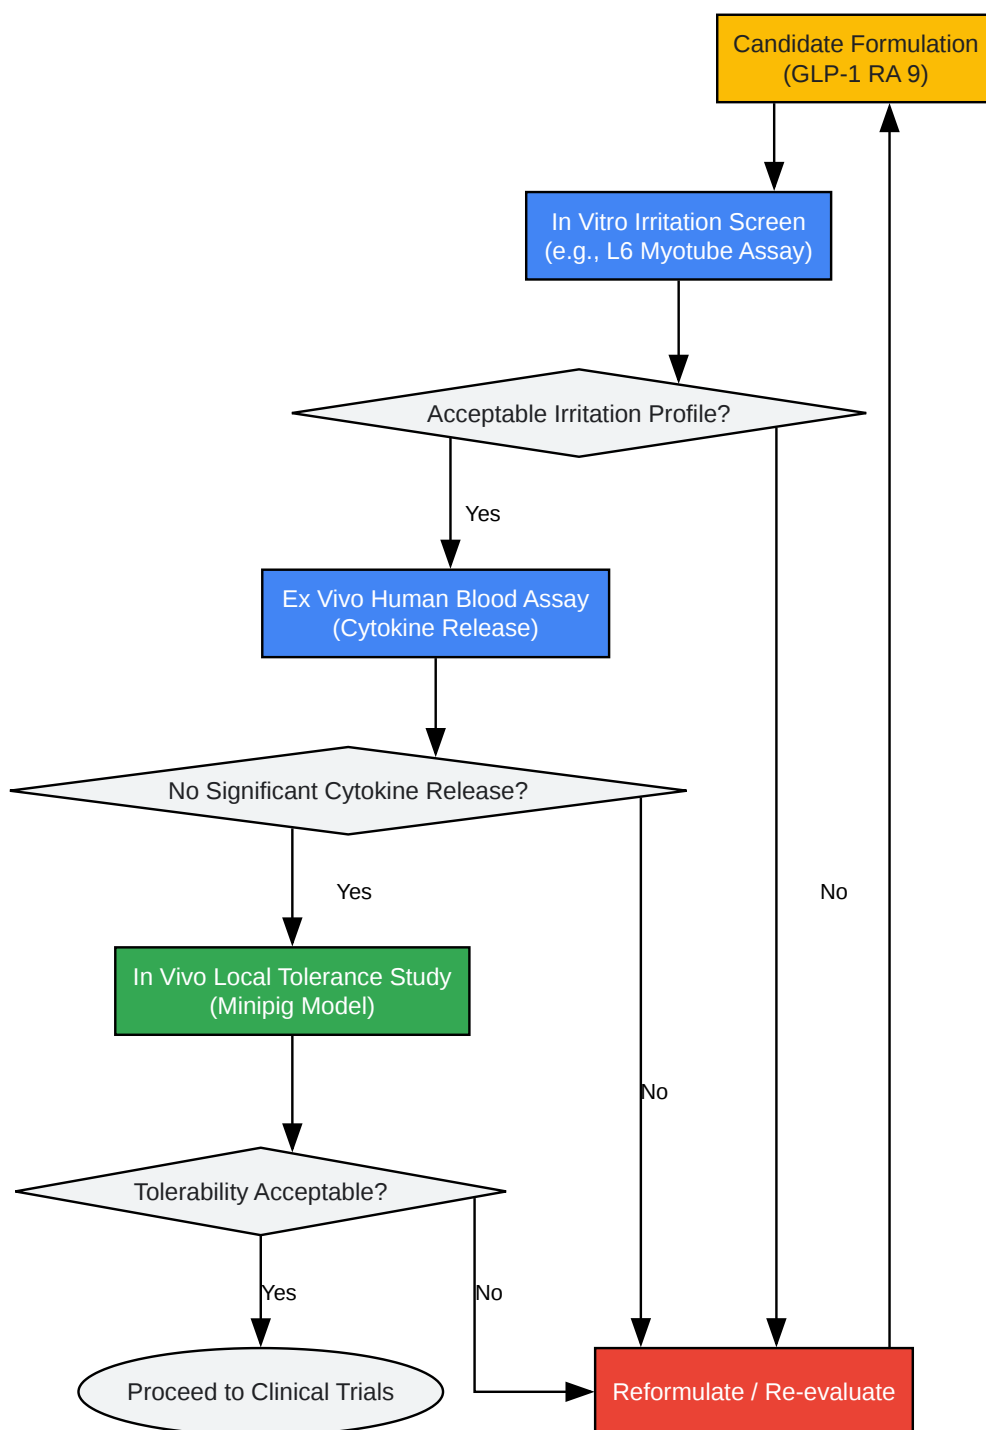 Candidate Formulation
(GLP-1 RA 9)
In Vitro Irritation Screen
(e.g., L6 Myotube Assay)
Acceptable Irritation Profile?
Yes
Ex Vivo Human Blood Assay
(Cytokine Release)
No Significant Cytokine Release?
Yes
No
In Vivo Local Tolerance Study
(Minipig Model)
No
Tolerability Acceptable?
Yes
No
Proceed to Clinical Trials
Reformulate / Re-evaluate